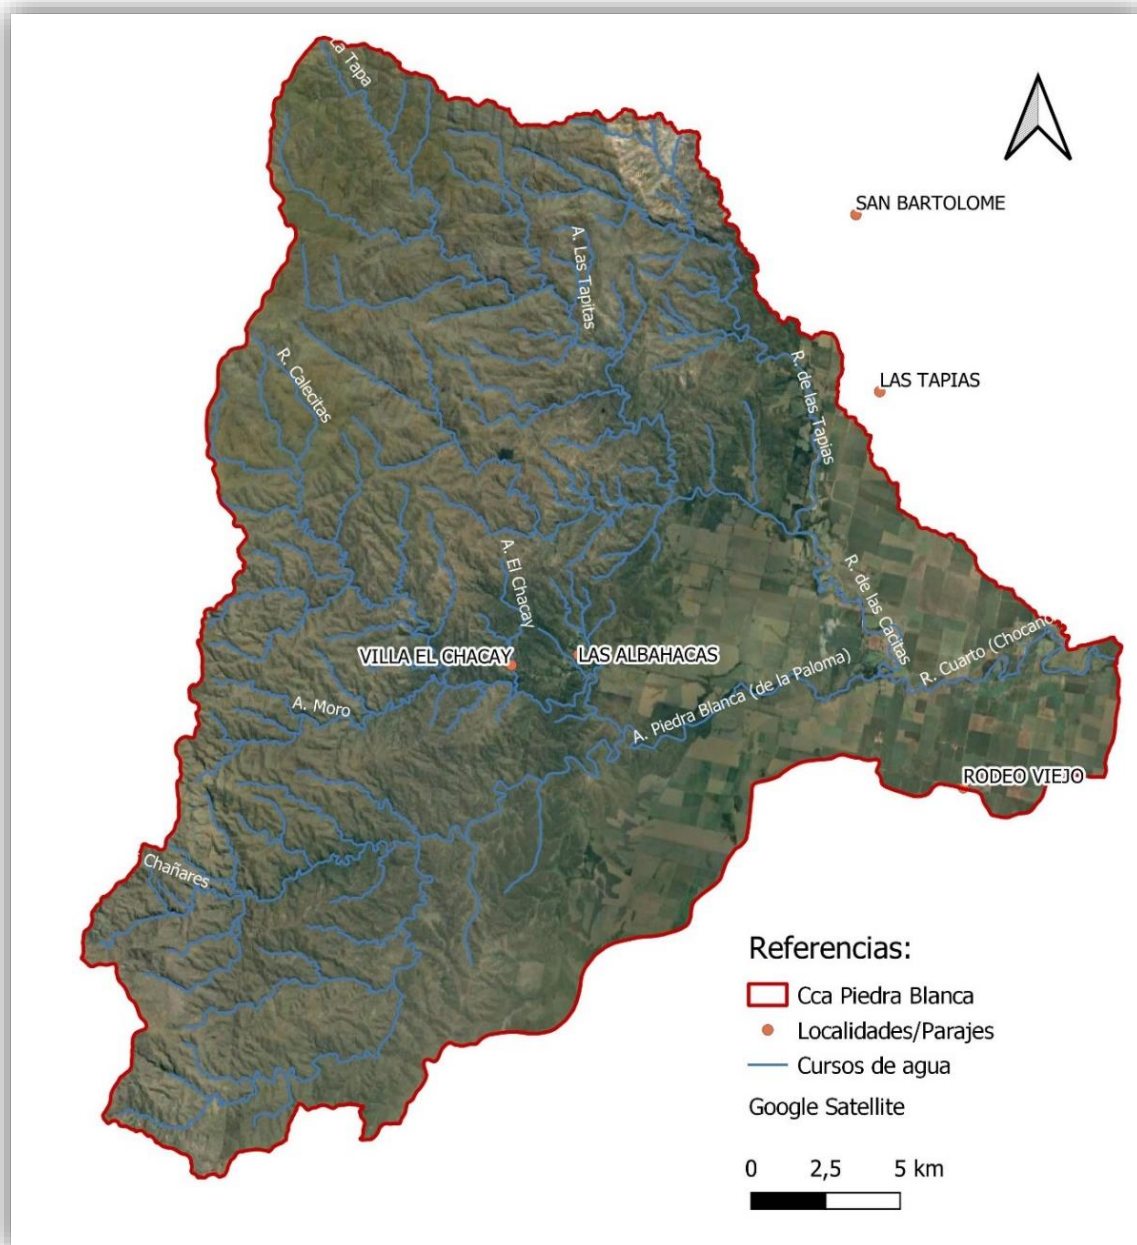 La Tapa
SAN BARTOLOME
A. Las Tapitas
R. Calecitas
LAS TAPIAS
R. de las Tapias
A. El Chacay
R. de las Cacitas
VILLA EL CHACAY
LAS ALBAHACAS
R. Cuarto (Chocanc
A. Moro
A. Piedra Blanca (de la Paloma)
RODEO VIEJO
Chañares
Referencias:
Cca Piedra Blanca
Localidades/Parajes
Cursos de agua
Google Satellite
0 2,5 5 km